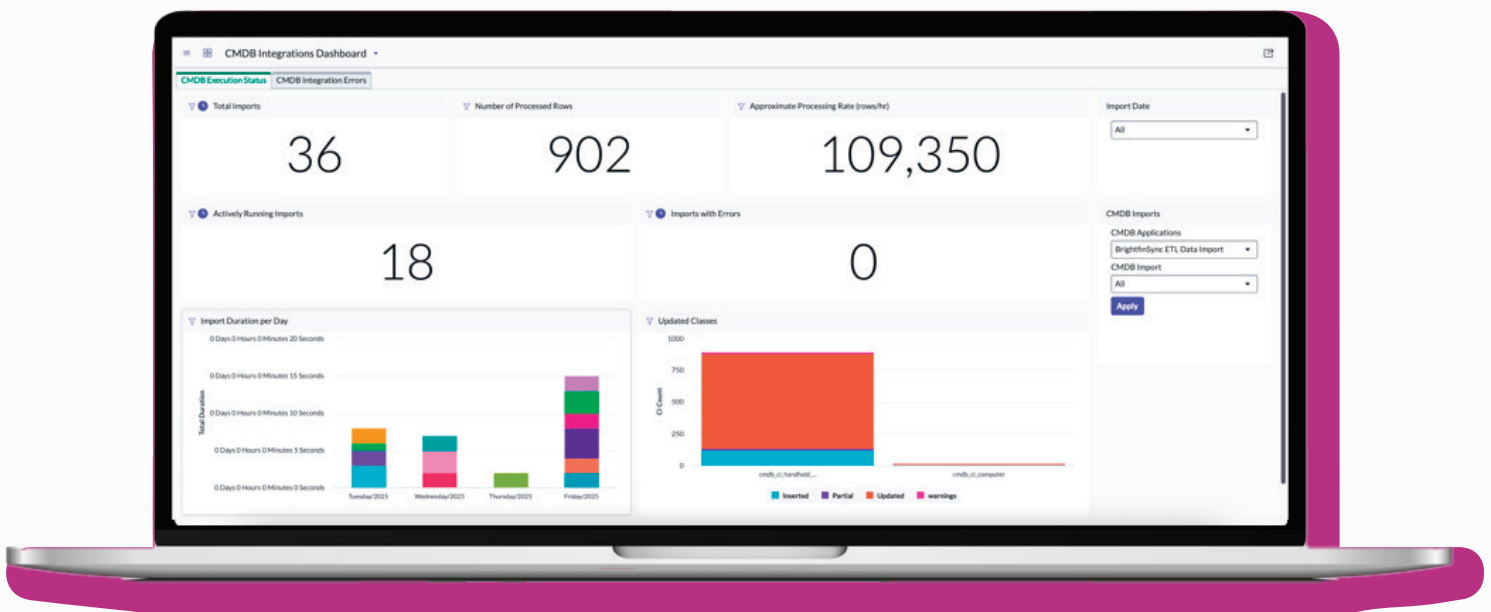 CMDB Integrations Dashboard
CMDB Execution Status
CMDB Integration Errors
Total Imports
Number of Processed Rows
Approximate Processing Rate (rows/hr)
Import Date
36
902
109,350
All
Actively Running Imports
Imports with Errors
CMDB Imports
18
0
CMDB Applications
BrightfinSync ETL Data Import
CMDB Import
All
Apply
Import Duration per Day
Total Duration
0 Days 0 Hours 0 Minutes 20 Seconds
0 Days 0 Hours 0 Minutes 15 Seconds
0 Days 0 Hours 0 Minutes 10 Seconds
0 Days 0 Hours 0 Minutes 5 Seconds
0 Days 0 Hours 0 Minutes 0 Seconds
Tuesday/2025
Wednesday/2025
Thursday/2025
Friday/2025
Updated Classes
CI Count
1000
750
500
250
0
cmdb_ci_handheld_...
cmdb_ci_computer
Inserted
Partial
Updated
warnings